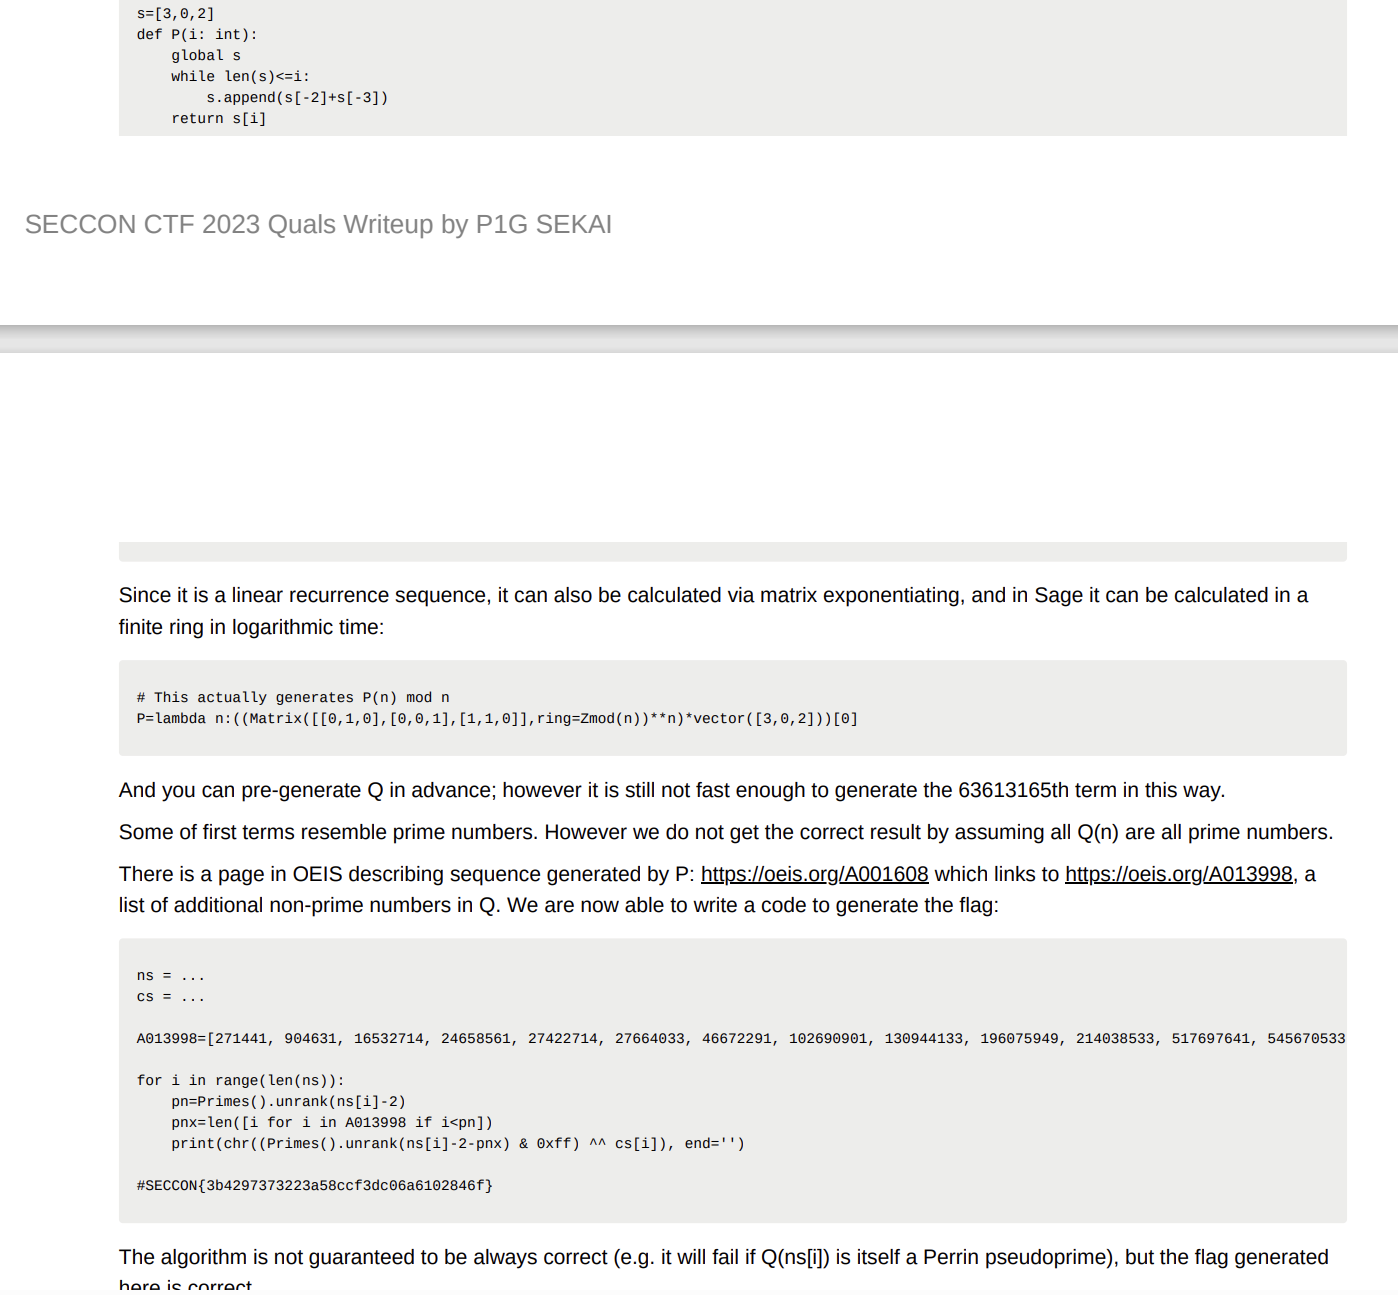 s=[3,0,2]
def P(i: int):
    global s
    while len(s)<=i:
        s.append(s[-2]+s[-3])
    return s[i]
SECCON CTF 2023 Quals Writeup by P1G SEKAI
Since it is a linear recurrence sequence, it can also be calculated via matrix exponentiating, and in Sage it can be calculated in a
finite ring in logarithmic time:
# This actually generates P(n) mod n
P=lambda n:((Matrix([[0,1,0],[0,0,1],[1,1,0]],ring=Zmod(n))**n)*vector([3,0,2]))[0]
And you can pre-generate Q in advance; however it is still not fast enough to generate the 63613165th term in this way.
Some of first terms resemble prime numbers. However we do not get the correct result by assuming all Q(n) are all prime numbers.
There is a page in OEIS describing sequence generated by P: https://oeis.org/A001608 which links to https://oeis.org/A013998, a
list of additional non-prime numbers in Q. We are now able to write a code to generate the flag:
ns = ...
cs = ...
A013998=[271441, 904631, 16532714, 24658561, 27422714, 27664033, 46672291, 102690901, 130944133, 196075949, 214038533, 517697641, 545670533
for i in range(len(ns)):
    pn=Primes().unrank(ns[i]-2)
    pnx=len([i for i in A013998 if i<pn])
    print(chr((Primes().unrank(ns[i]-2-pnx) & 0xff) ^^ cs[i]), end='')
#SECCON{3b4297373223a58ccf3dc06a6102846f}
The algorithm is not guaranteed to be always correct (e.g. it will fail if Q(ns[i]) is itself a Perrin pseudoprime), but the flag generated
here is correct